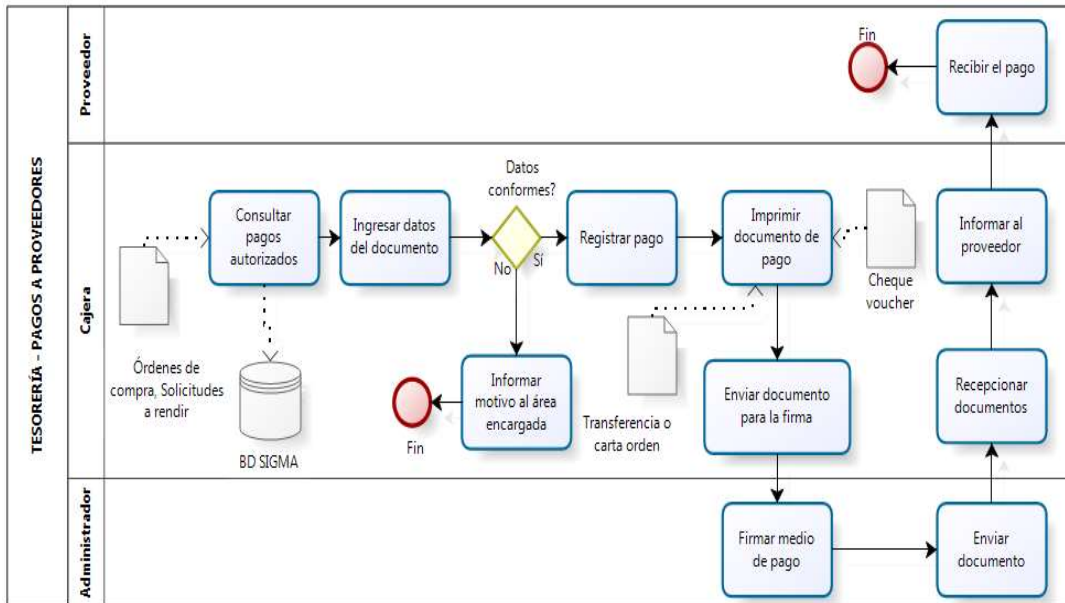 TESORERÍA - PAGOS A PROVEEDORES
Proveedor
Fin
Recibir el pago
Cajera
Consultar
pagos
autorizados
Ingresar datos
del documento
Datos
conformes?
No
Sí
Registrar pago
Imprimir
documento de
pago
Cheque
voucher
Informar al
proveedor
Órdenes de
compra, Solicitudes
a rendir
BD SIGMA
Fin
Informar
motivo al área
encargada
Transferencia o
carta orden
Enviar documento
para la firma
Recepcionar
documentos
Administrador
Firmar medio
de pago
Enviar
documento